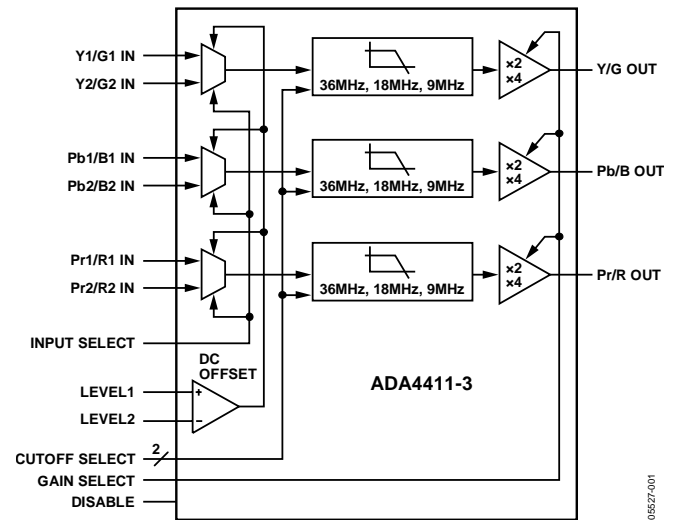 Y1/G1 IN
Y2/G2 IN
×2
×4
36MHz, 18MHz, 9MHz
Y/G OUT
Pb1/B1 IN
Pb2/B2 IN
×2
×4
36MHz, 18MHz, 9MHz
Pb/B OUT
Pr1/R1 IN
Pr2/R2 IN
×2
×4
36MHz, 18MHz, 9MHz
Pr/R OUT
INPUT SELECT
DC
OFFSET
LEVEL1
+
LEVEL2
−
ADA4411-3
CUTOFF SELECT
2
GAIN SELECT
DISABLE
05527-001